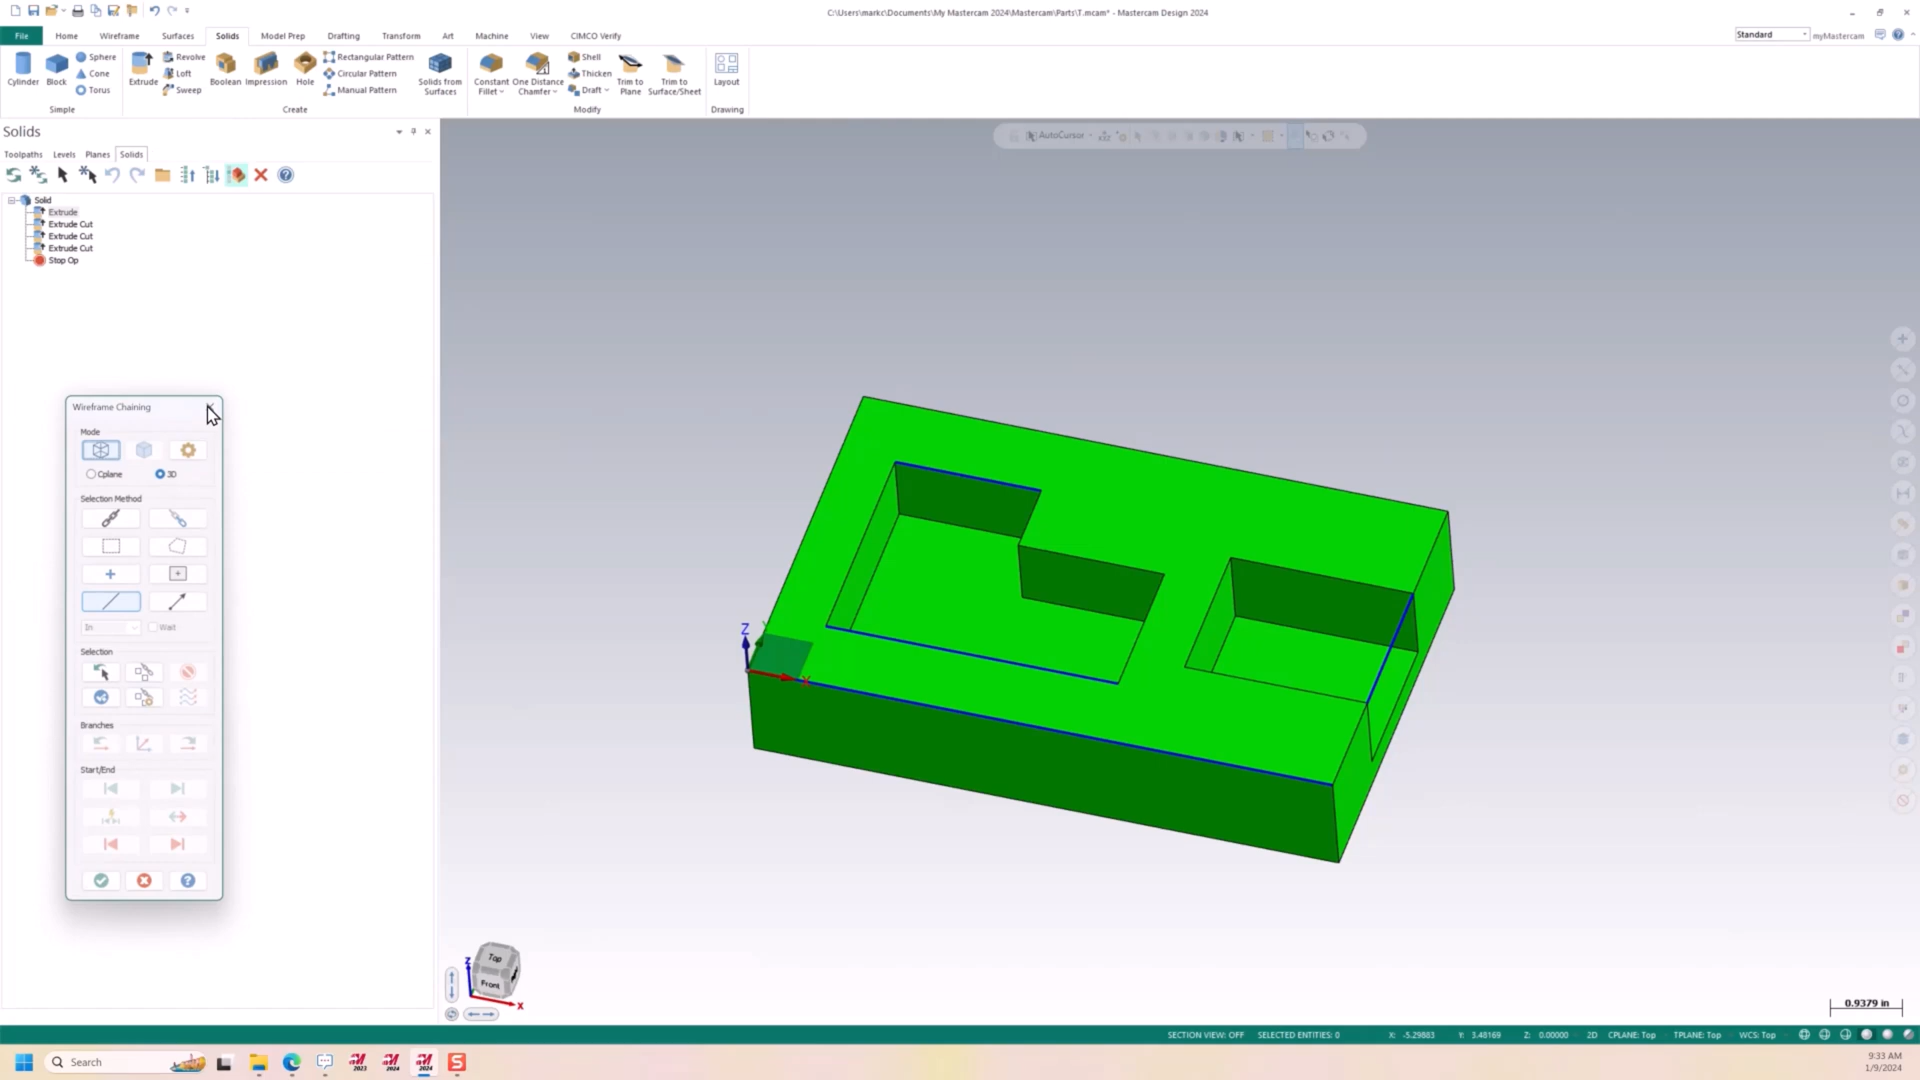 C:\Users\markc\Documents\My Mastercam 2024\Mastercam\Parts\T.mcam* - Mastercam Design 2024
File Home Wireframe Surfaces Solids Model Prep Drafting Transform Art Machine View CIMCO Verify
Standard myMastercam
Cylinder Block Sphere Cone Torus
Simple
Extrude Revolve Loft Sweep Boolean Impression Hole Rectangular Pattern Circular Pattern Manual Pattern Solids from Surfaces
Create
Constant Fillet One Distance Chamfer Shell Thicken Draft Trim to Plane Trim to Surface/Sheet
Modify
Layout
Drawing
Solids
Toolpaths Levels Planes Solids
AutoCursor
Solid
Extrude
Extrude Cut
Extrude Cut
Extrude Cut
Stop Op
Wireframe Chaining
Mode
Cplane 3D
Selection Method
In Wait
Selection
Branches
Start/End
Z
X
Top
Front
Z
X
0.9379 in
SECTION VIEW: OFF SELECTED ENTITIES: 0 X: -5.29883 Y: 3.48169 Z: 0.00000 2D CPLANE: Top TPLANE: Top WCS: Top
Search
2023
2024
2024
9:33 AM
1/9/2024